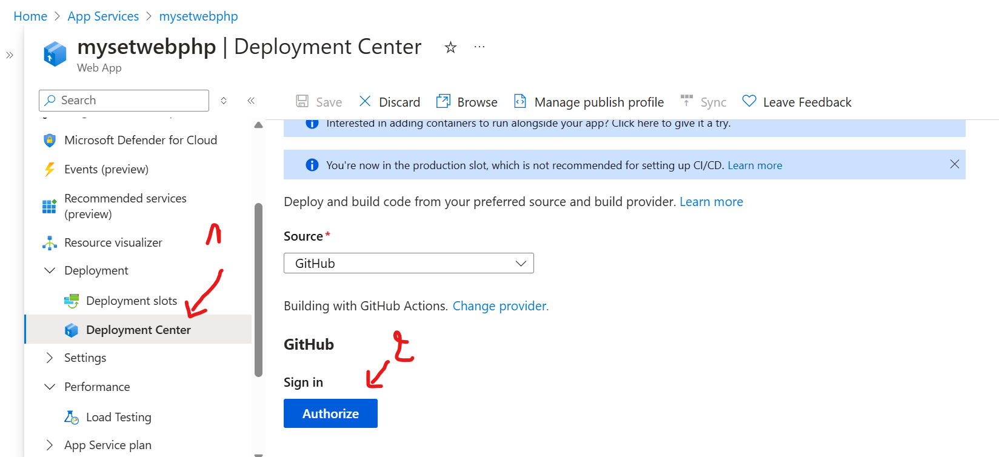 Home > App Services > mysetwebphp
mysetwebphp | Deployment Center
Web App
Search
Save
Discard
Browse
Manage publish profile
Sync
Leave Feedback
Microsoft Defender for Cloud
Events (preview)
Recommended services
(preview)
Resource visualizer
Deployment
Deployment slots
Deployment Center
Settings
Performance
Load Testing
App Service plan
1
Interested in adding containers to run alongside your app? Click here to give it a try.
You're now in the production slot, which is not recommended for setting up CI/CD. Learn more
Deploy and build code from your preferred source and build provider. Learn more
Source*
GitHub
Building with GitHub Actions. Change provider.
GitHub
2
Sign in
Authorize